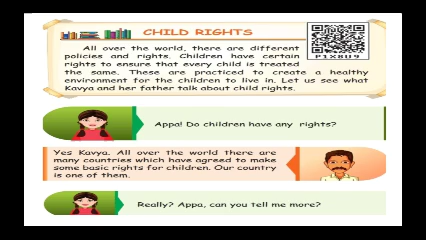 CHILD RIGHTS
P1X8U9
All over the world, there are different
policies and rights. Children have certain
rights to ensure that every child is treated
the same. These are practiced to create a healthy
environment for the children to live in. Let us see what
Kavya and her father talk about child rights.
Appa! Do children have any rights?
Yes Kavya. All over the world there are
many countries which have agreed to make
some basic rights for children. Our country
is one of them.
Really? Appa, can you tell me more?